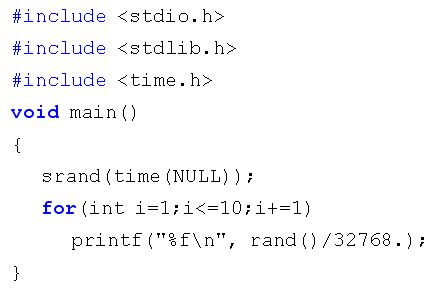 #include <stdio.h>
#include <stdlib.h>
#include <time.h>
void main()
{
srand(time(NULL));
for(int i=1;i<=10;i+=1)
printf("%f\n", rand()/32768.);
}